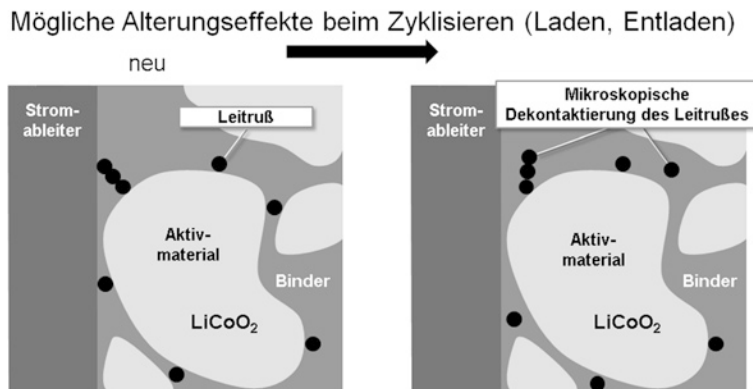 Mögliche Alterungseffekte beim Zyklisieren (Laden, Entladen)
neu
Strom-
ableiter
Leitruß
Aktiv-
material
Binder
LiCoO₂
Strom-
ableiter
Mikroskopische
Dekontaktierung des Leitrußes
Aktiv-
material
Binder
LiCoO₂